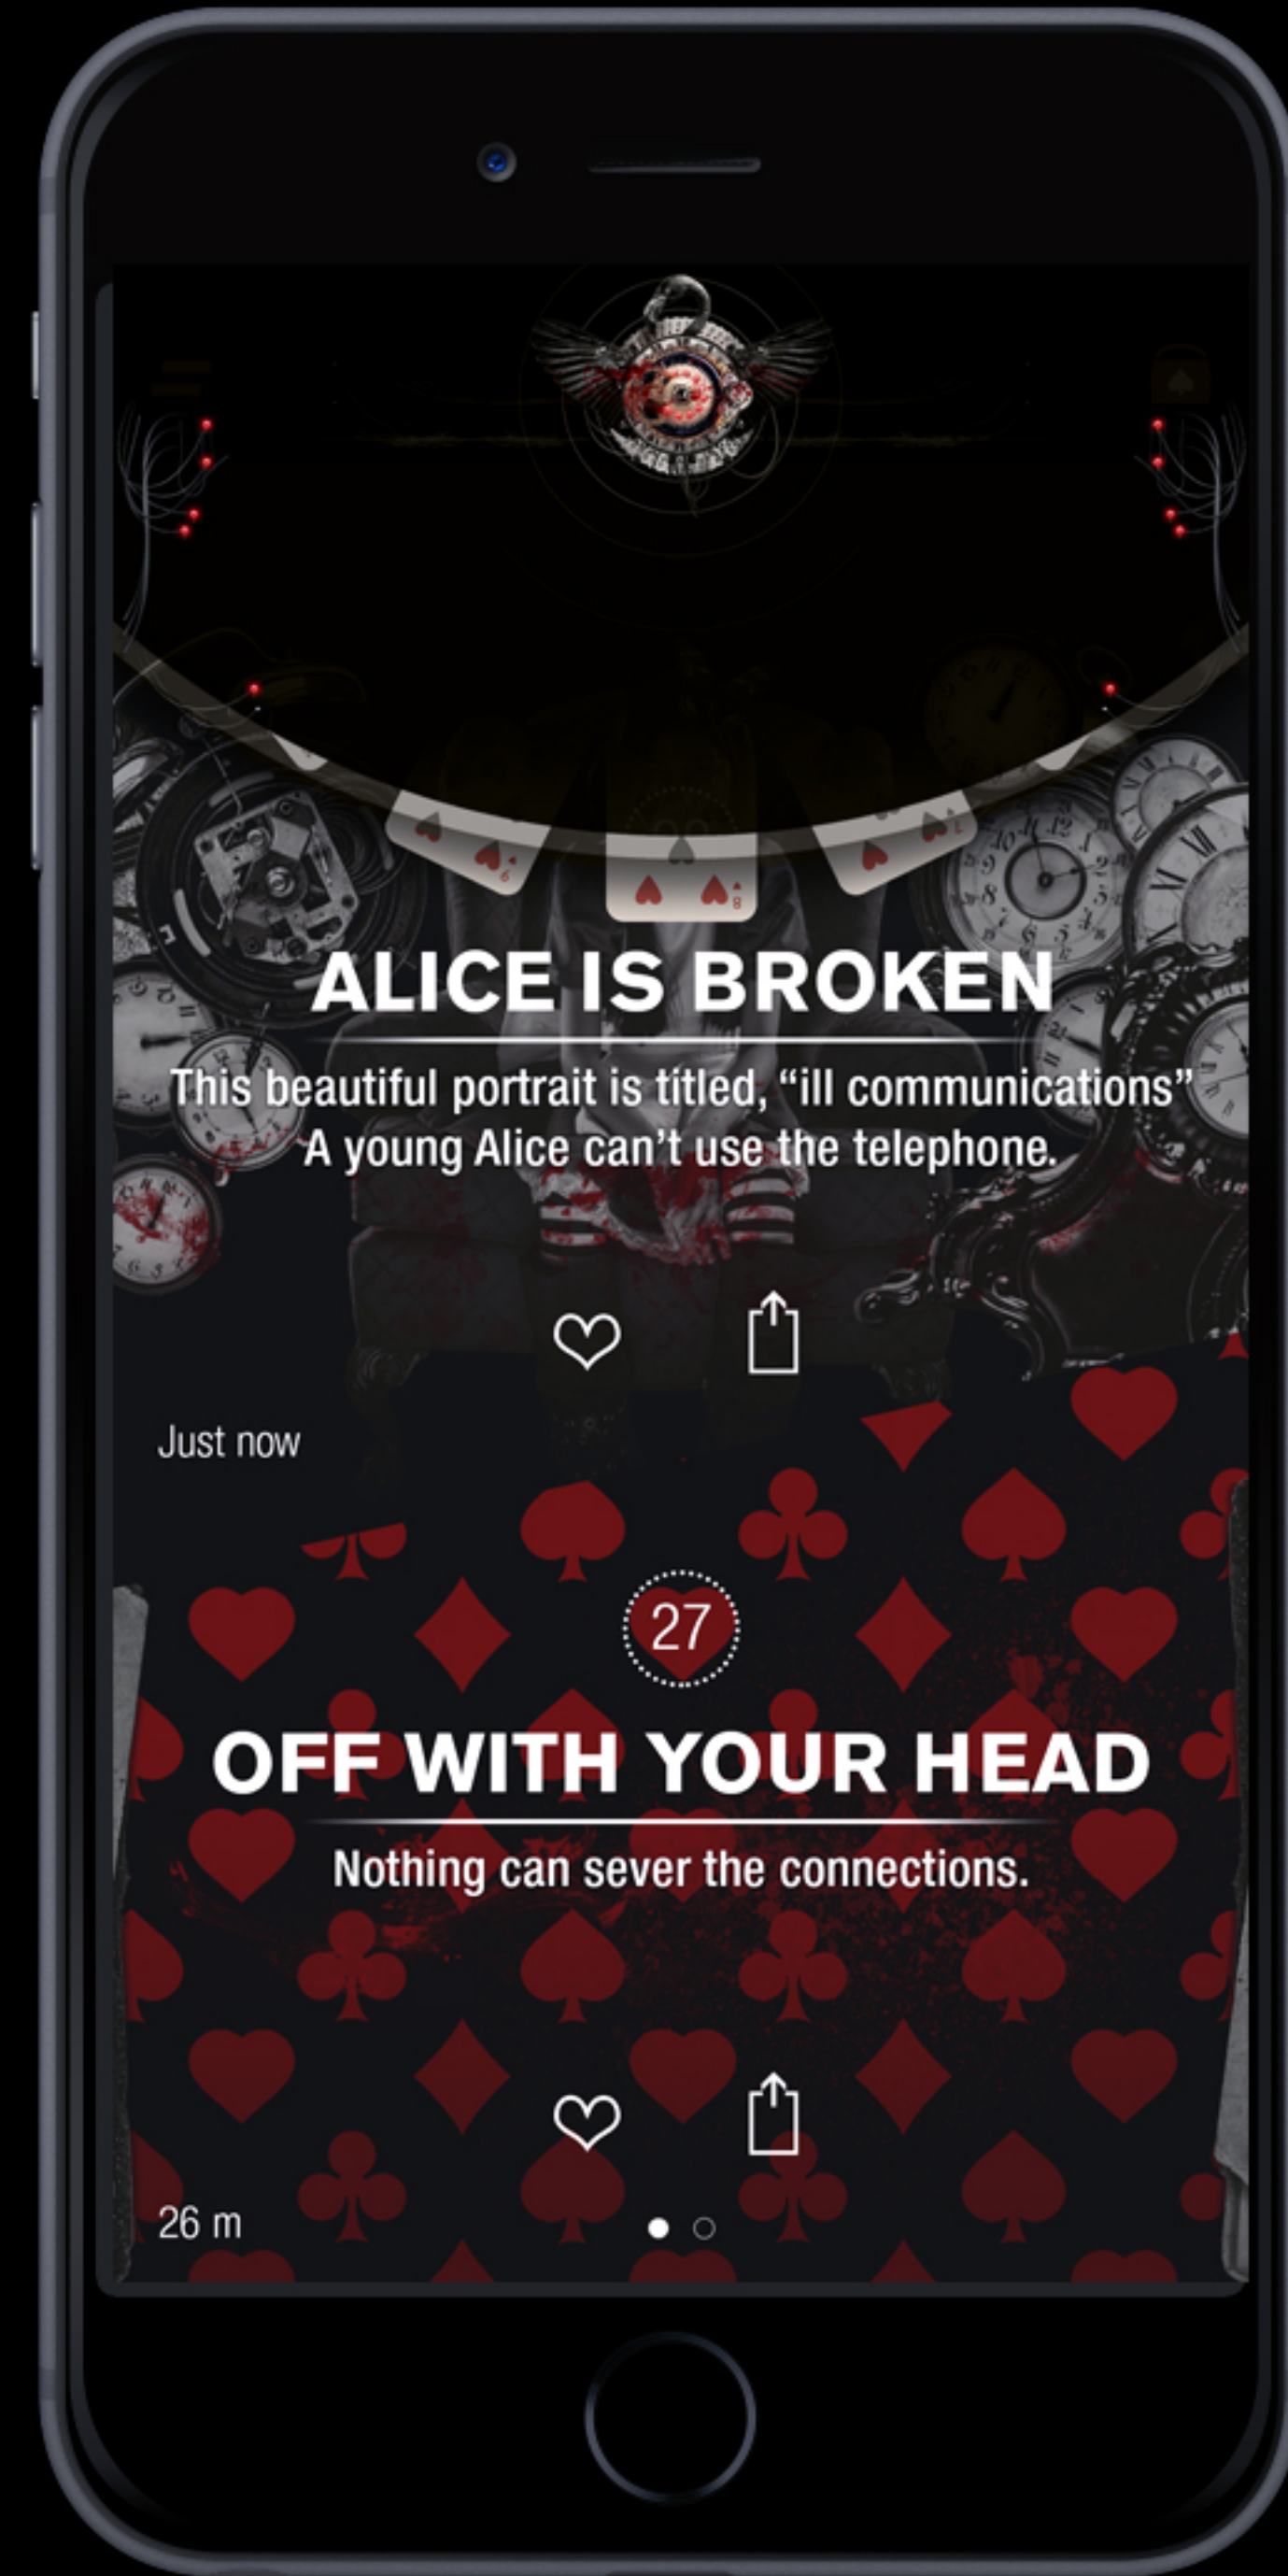 ALICE IS BROKEN
This beautiful portrait is titled, “ill communications”
A young Alice can’t use the telephone.
Just now
27
OFF WITH YOUR HEAD
Nothing can sever the connections.
26 m